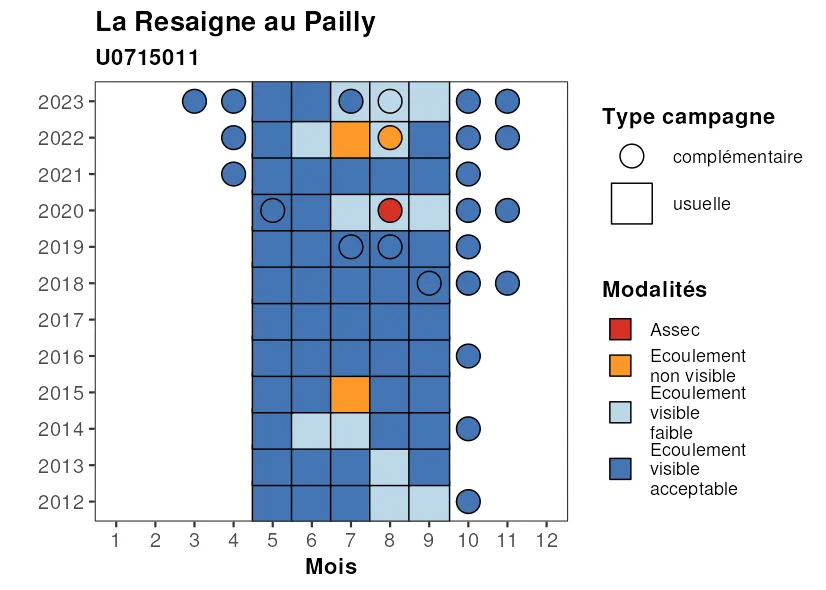 La Resaigne au Pailly
U0715011
2023
2022
2021
2020
2019
2018
2017
2016
2015
2014
2013
2012
1 2 3 4 5 6 7 8 9 10 11 12
Mois
Type campagne
complémentaire
usuelle
Modalités
Assec
Ecoulement
non visible
Ecoulement
visible
faible
Ecoulement
visible
acceptable